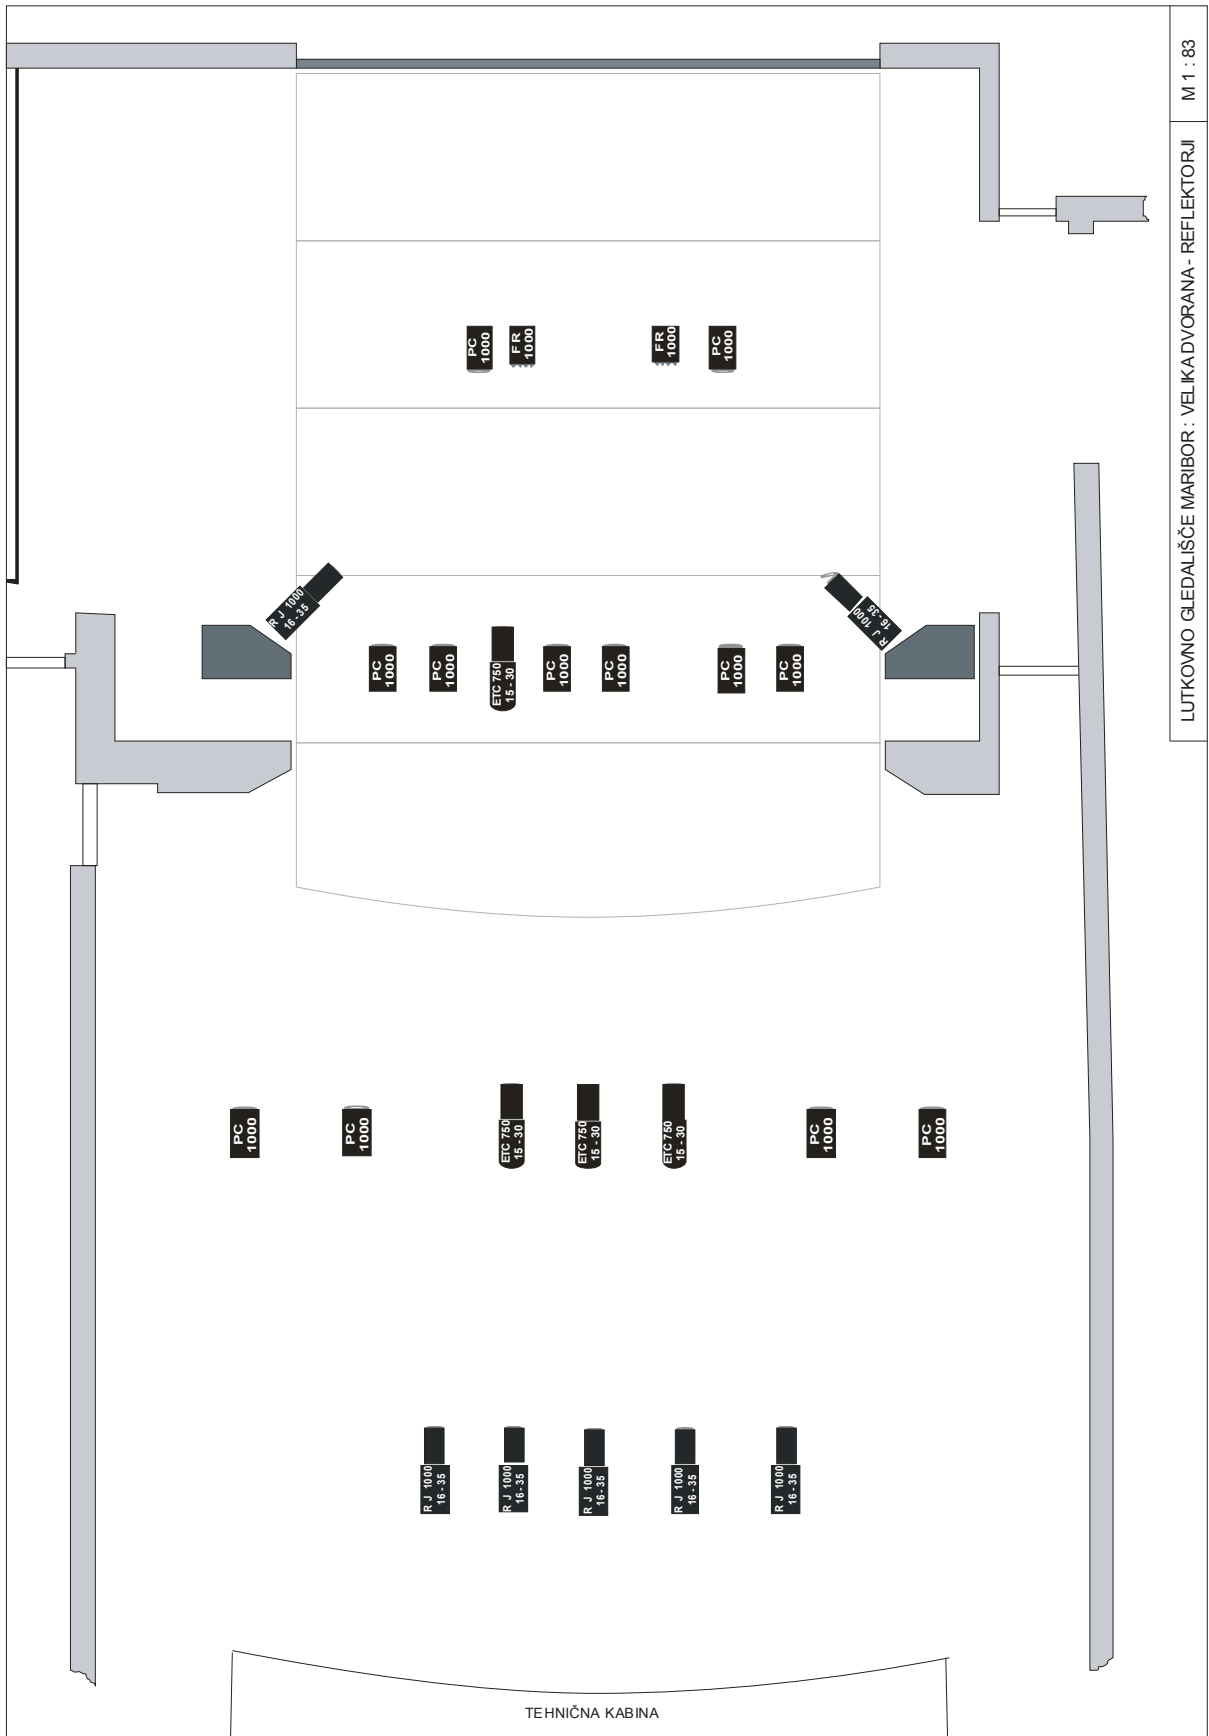 M 1 : 83
LUTKOVNO GLEDALIŠČE MARIBOR : VELIKA DVORANA - REFLEKTORJI
PC
1000
FR
1000
FR
1000
PC
1000
R J 1000
16 - 35
R J 1000
16 - 35
PC
1000
PC
1000
ETC 750
15 - 30
PC
1000
PC
1000
PC
1000
PC
1000
PC
1000
PC
1000
ETC 750
15 - 30
ETC 750
15 - 30
ETC 750
15 - 30
PC
1000
PC
1000
R J 1000
16 - 35
R J 1000
16 - 35
R J 1000
16 - 35
R J 1000
16 - 35
R J 1000
16 - 35
TEHNIČNA KABINA